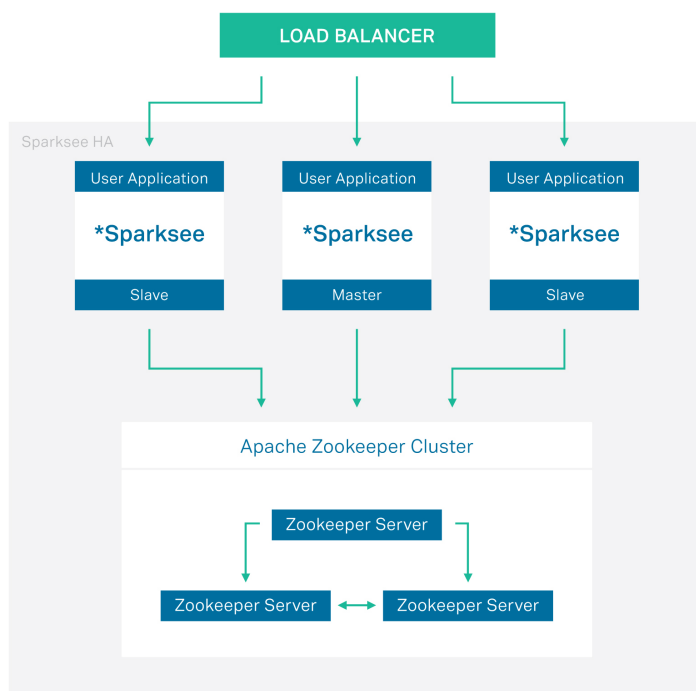 LOAD BALANCER
Sparksee HA
User Application
User Application
User Application
*Sparksee
*Sparksee
*Sparksee
Slave
Master
Slave
Apache Zookeeper Cluster
Zookeeper Server
Zookeeper Server
Zookeeper Server